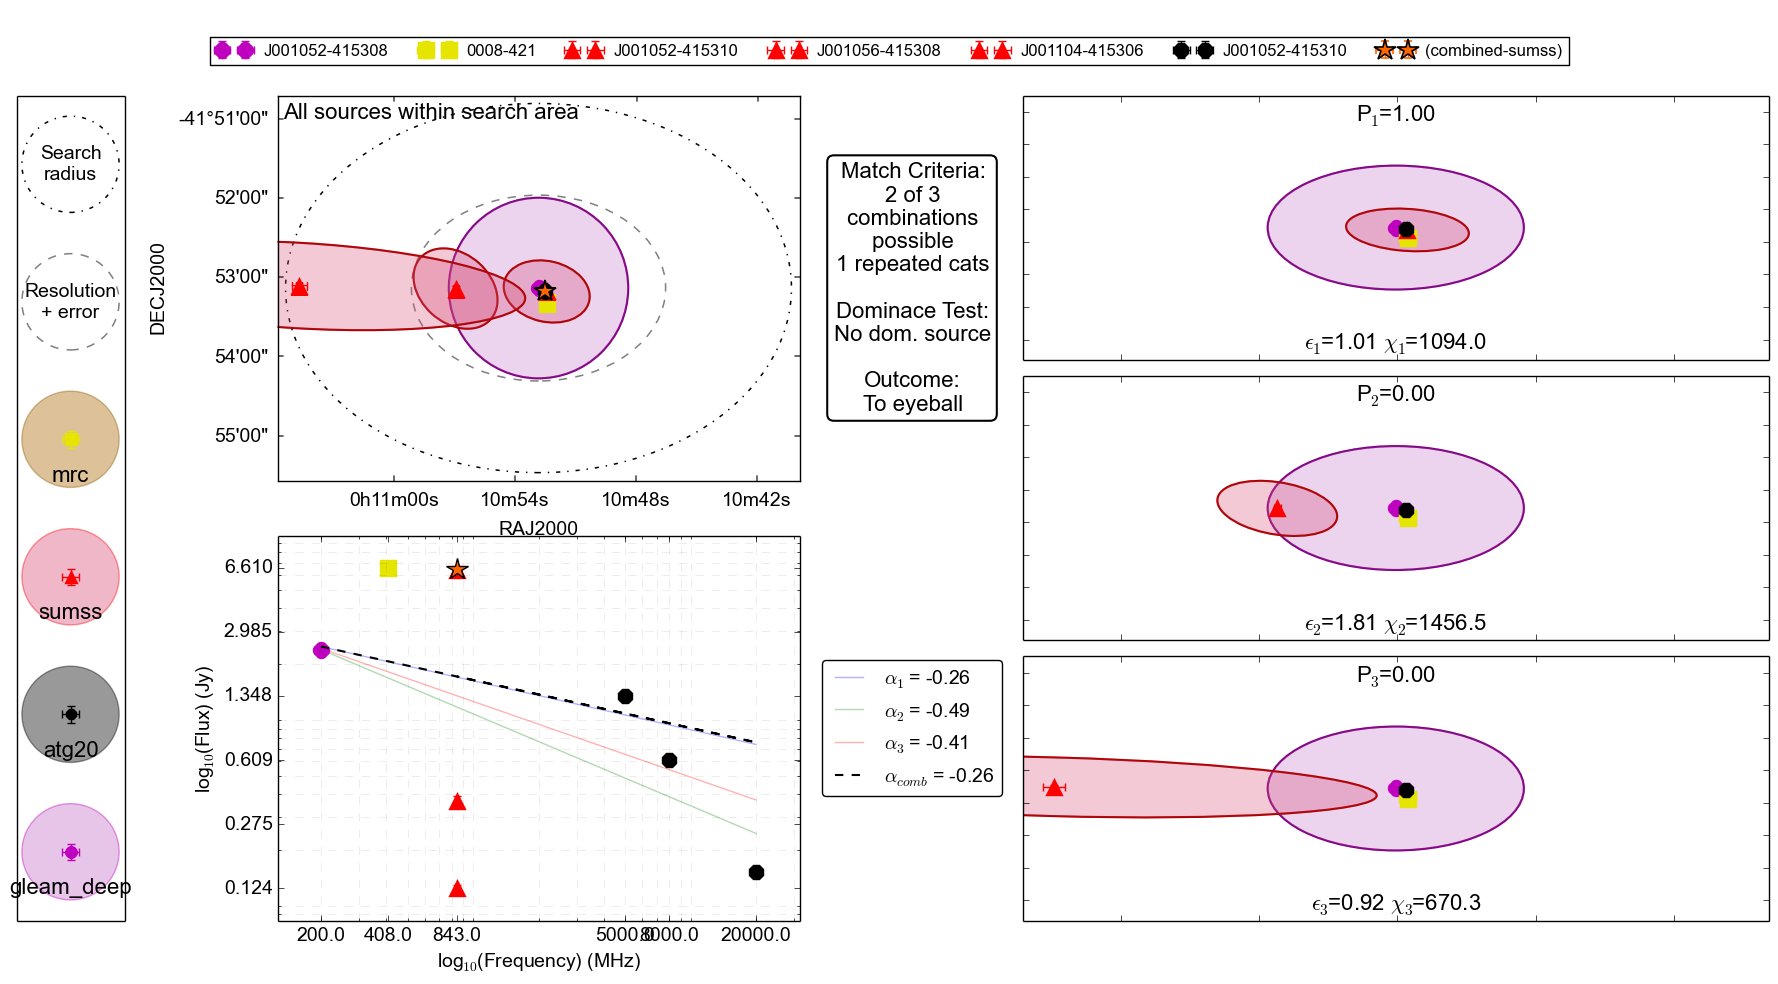 J001052-415308 0008-421 J001052-415310 J001056-415308 J001104-415306 J001052-415310 (combined-sumss)
Search
radius
Resolution
+ error
mrc
sumss
atg20
gleam_deep
All sources within search area
DECJ2000
-41°51'00"
52'00"
53'00"
54'00"
55'00"
0h11m00s 10m54s 10m48s 10m42s
RAJ2000
Match Criteria:
2 of 3
combinations
possible
1 repeated cats
Dominace Test:
No dom. source
Outcome:
To eyeball
log₁₀(Flux) (Jy)
6.610
2.985
1.348
0.609
0.275
0.124
200.0 408.0 843.0 5000.0 8000.0 20000.0
log₁₀(Frequency) (MHz)
α₁ = -0.26
α₂ = -0.49
α₃ = -0.41
α_comb = -0.26
P₁=1.00
ϵ₁=1.01 χ₁=1094.0
P₂=0.00
ϵ₂=1.81 χ₂=1456.5
P₃=0.00
ϵ₃=0.92 χ₃=670.3